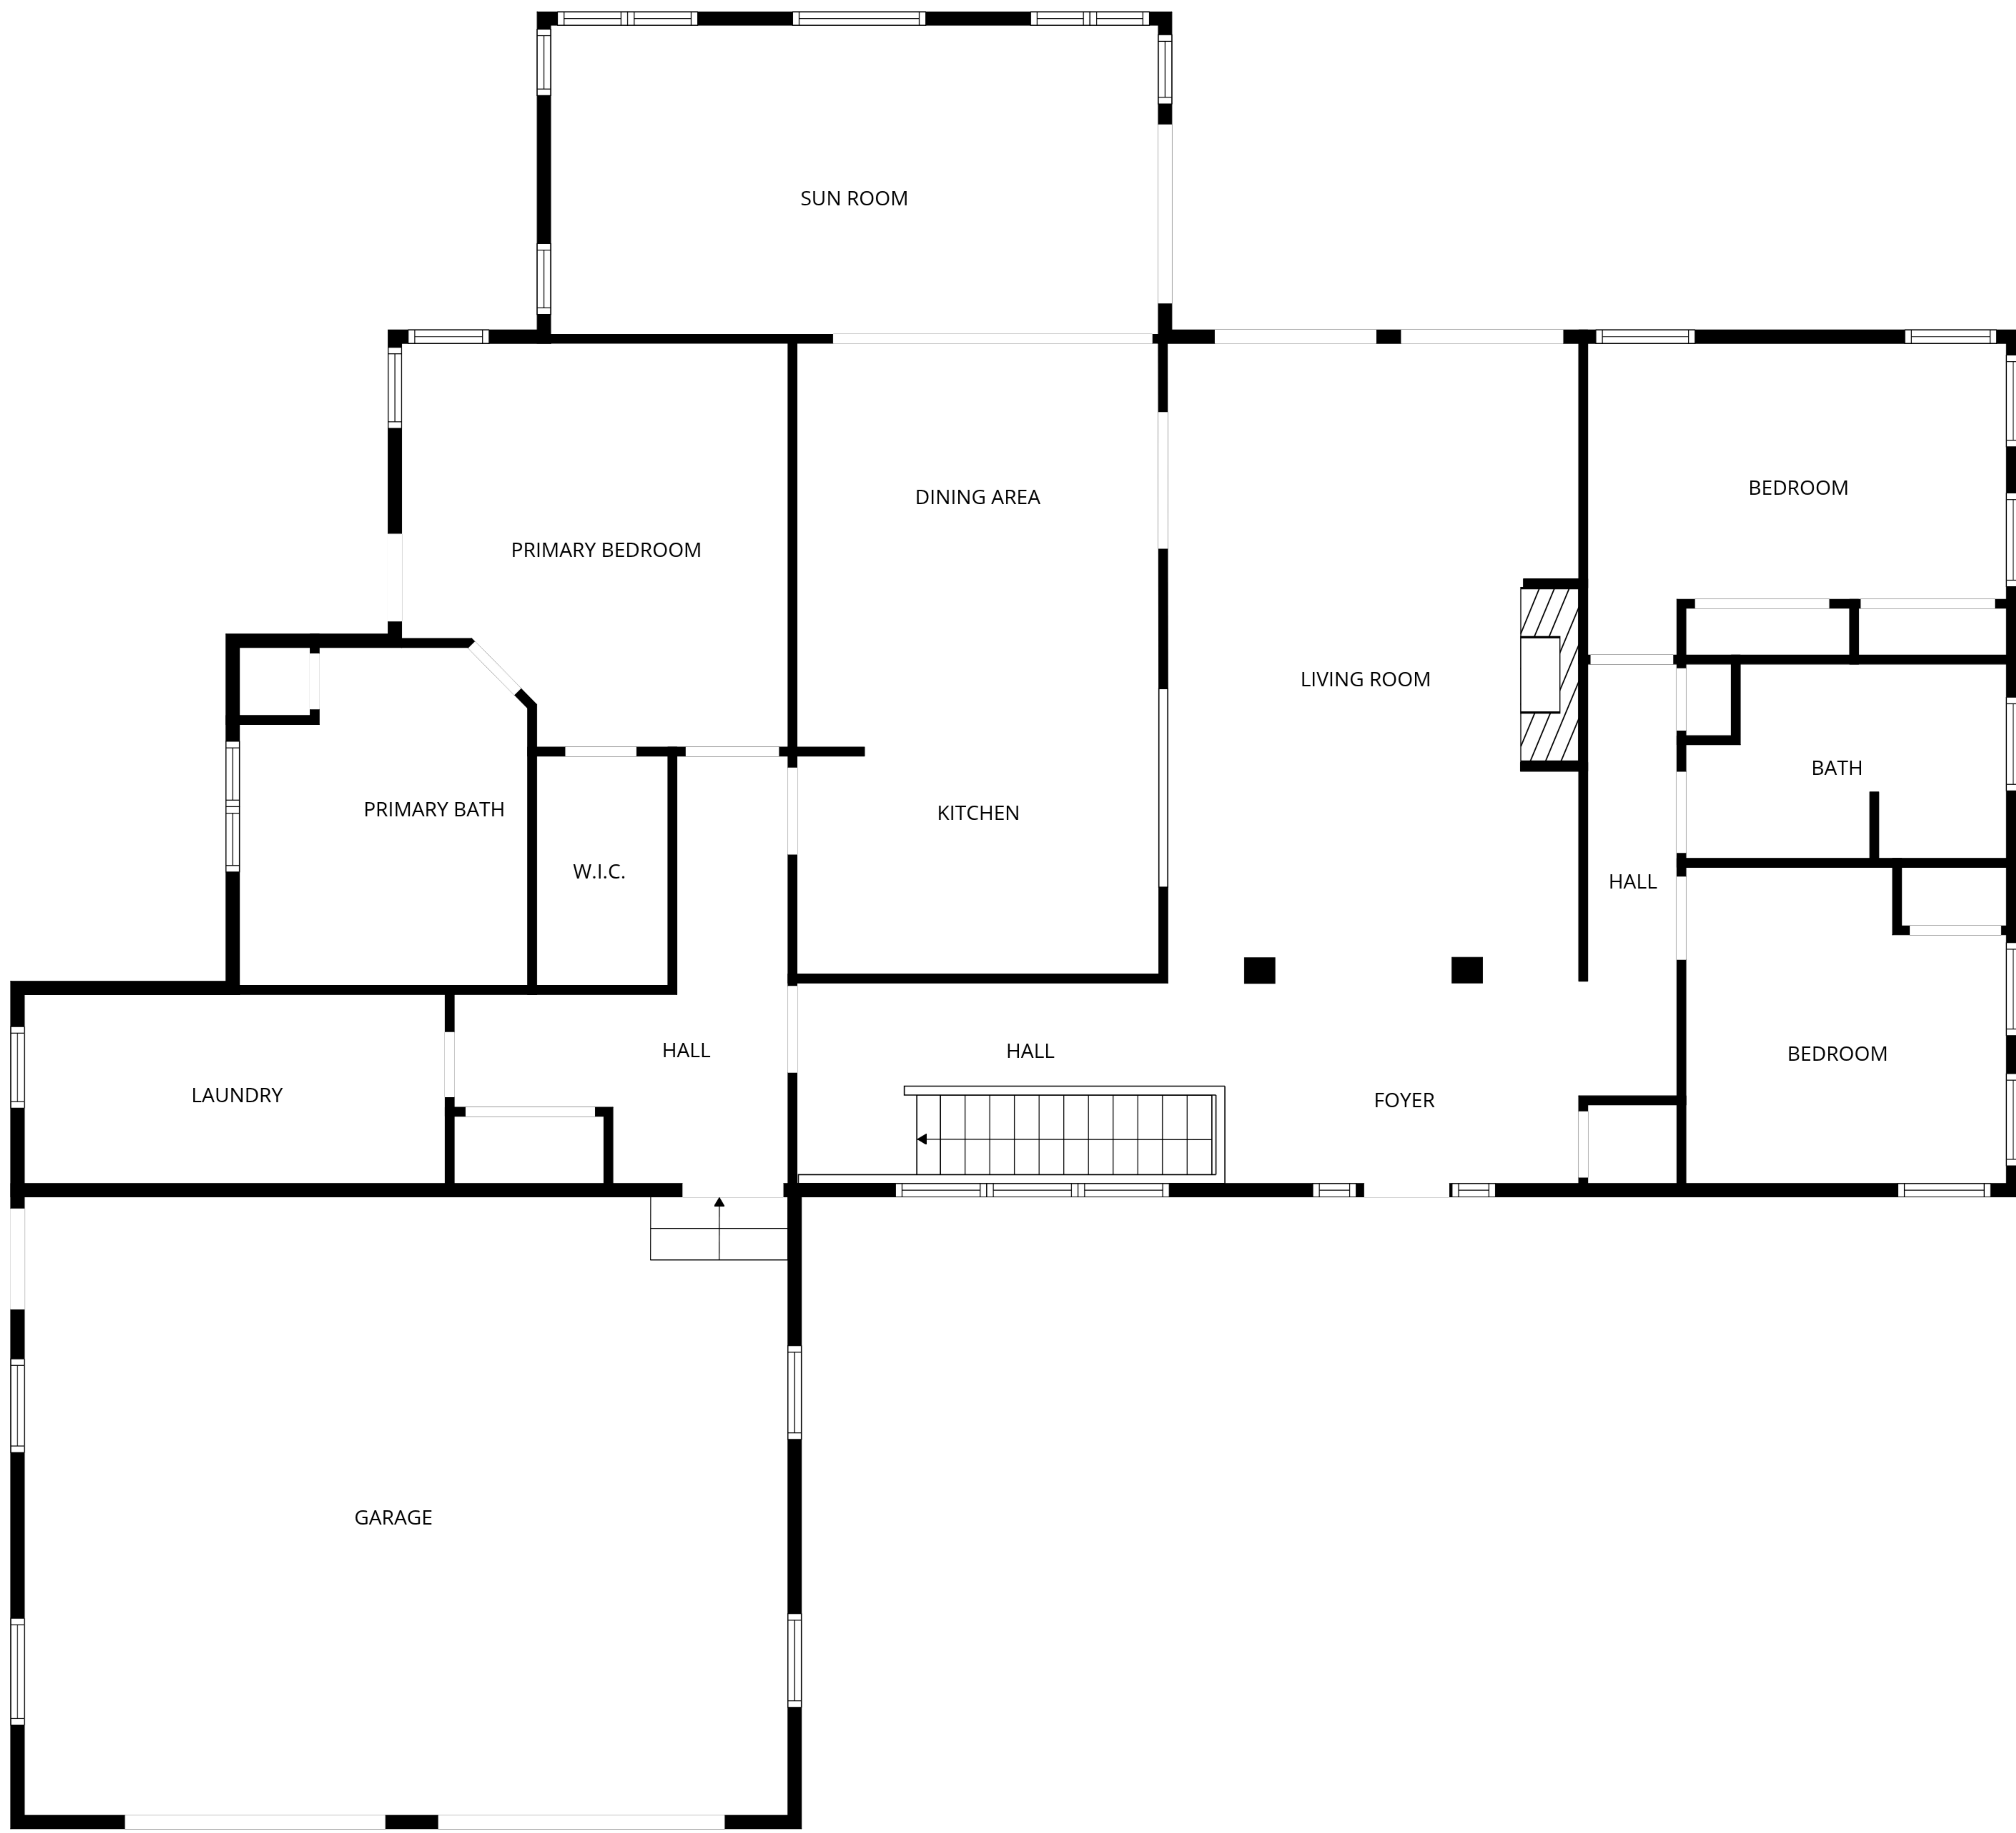 SUN ROOM
BEDROOM
DINING AREA
PRIMARY BEDROOM
LIVING ROOM
BATH
PRIMARY BATH
KITCHEN
W.I.C.
HALL
HALL
HALL
BEDROOM
LAUNDRY
FOYER
GARAGE